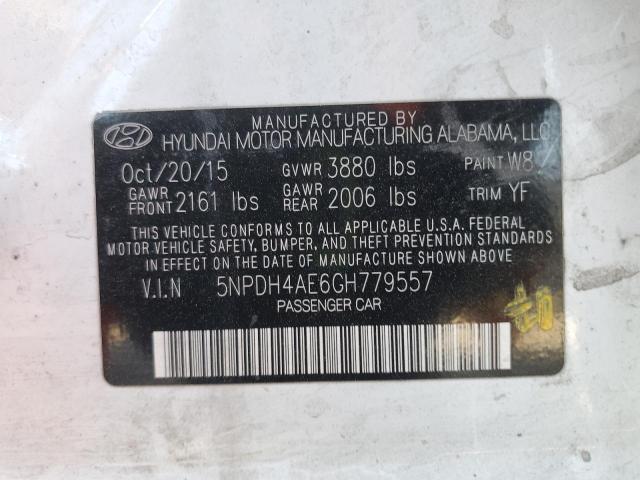 MANUFACTURED BY
HYUNDAI MOTOR MANUFACTURING ALABAMA, LLC
Oct/20/15 GVWR 3880 lbs PAINT W8
GAWR FRONT 2161 lbs GAWR REAR 2006 lbs TRIM YF
THIS VEHICLE CONFORMS TO ALL APPLICABLE U.S.A. FEDERAL
MOTOR VEHICLE SAFETY, BUMPER, AND THEFT PREVENTION STANDARDS
IN EFFECT ON THE DATE OF MANUFACTURE SHOWN ABOVE
V.I.N 5NPDH4AE6GH779557
PASSENGER CAR